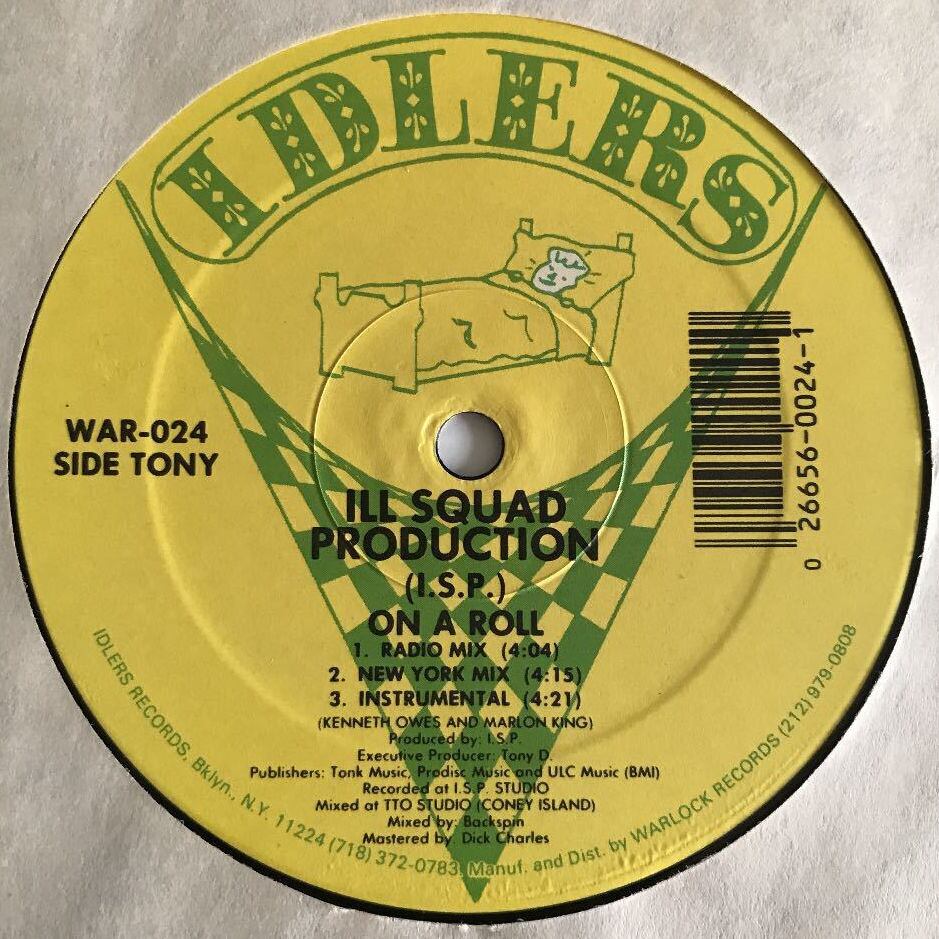 IDLERS
WAR-024
SIDE TONY
0 26656-0024-1
ILL SQUAD
PRODUCTION
(I.S.P.)
ON A ROLL
1. RADIO MIX (4:04)
2. NEW YORK MIX (4:15)
3. INSTRUMENTAL (4:21)
(KENNETH OWES AND MARLON KING)
Produced by: I.S.P.
Executive Producer: Tony D.
Publishers: Tonk Music, Prodisc Music and ULC Music (BMI)
Recorded at I.S.P. STUDIO
Mixed at TTO STUDIO (CONEY ISLAND)
Mixed by: Backspin
Mastered by: Dick Charles
IDLERS RECORDS, Bklyn., N.Y. 11224 (718) 372-0783, Manuf. and Dist. by WARLOCK RECORDS (212) 979-0808